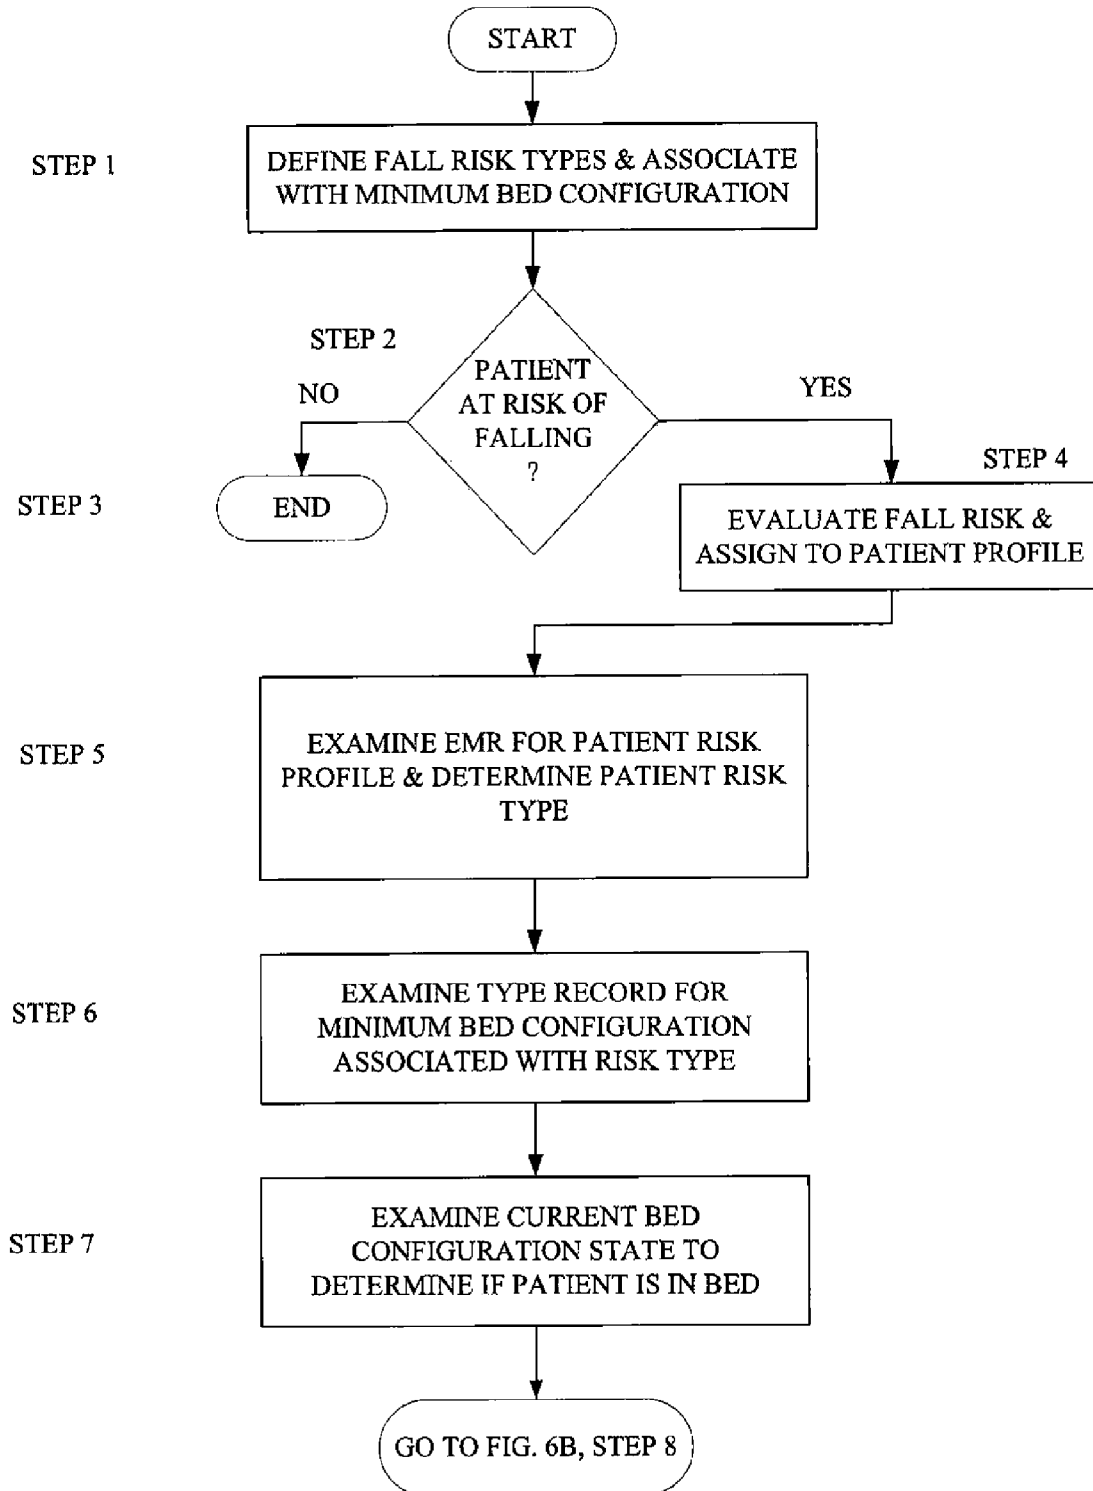 START
STEP 1
DEFINE FALL RISK TYPES & ASSOCIATE
WITH MINIMUM BED CONFIGURATION
STEP 2
PATIENT
AT RISK OF
FALLING
?
NO
YES
STEP 3
END
STEP 4
EVALUATE FALL RISK &
ASSIGN TO PATIENT PROFILE
STEP 5
EXAMINE EMR FOR PATIENT RISK
PROFILE & DETERMINE PATIENT RISK
TYPE
STEP 6
EXAMINE TYPE RECORD FOR
MINIMUM BED CONFIGURATION
ASSOCIATED WITH RISK TYPE
STEP 7
EXAMINE CURRENT BED
CONFIGURATION STATE TO
DETERMINE IF PATIENT IS IN BED
GO TO FIG. 6B, STEP 8